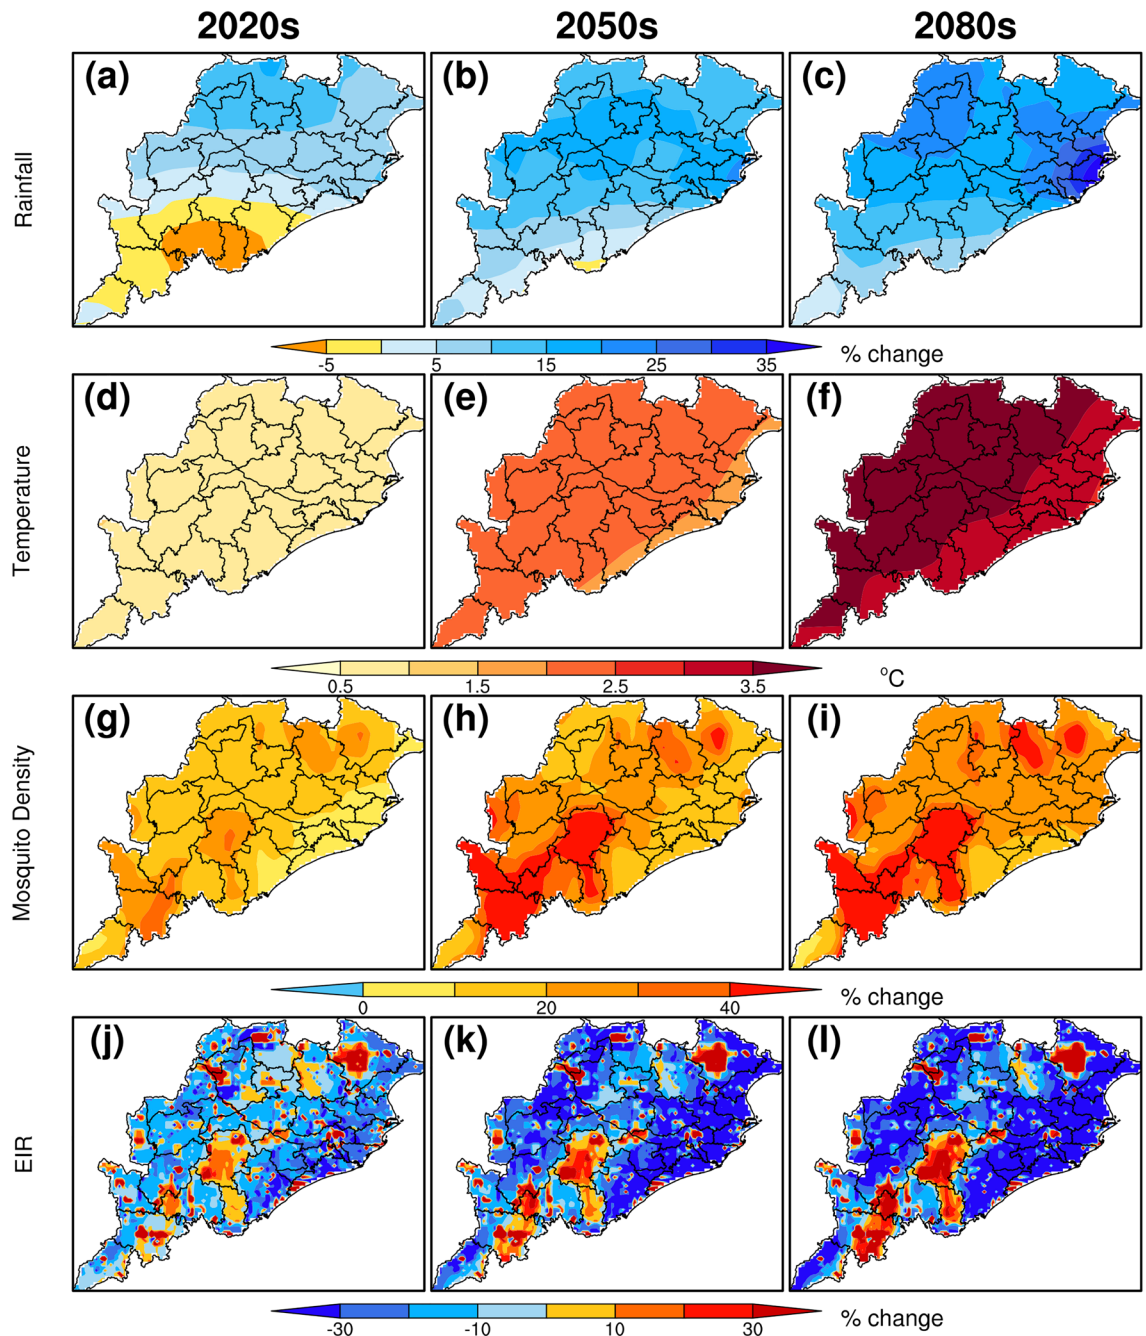 2020s 2050s 2080s
(a) (b) (c)
Rainfall
-5 5 15 25 35 % change
(d) (e) (f)
Temperature
0.5 1.5 2.5 3.5 °C
(g) (h) (i)
Mosquito Density
0 20 40 % change
(j) (k) (l)
EIR
-30 -10 10 30 % change